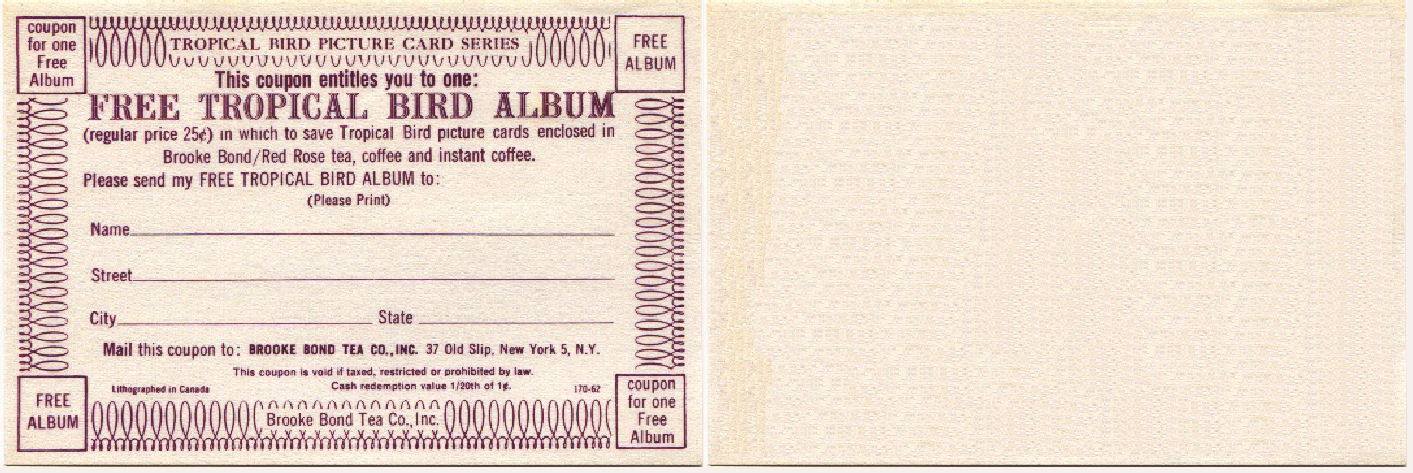 coupon
for one
Free
Album
TROPICAL BIRD PICTURE CARD SERIES
FREE
ALBUM
This coupon entitles you to one:
FREE TROPICAL BIRD ALBUM
(regular price 25¢) in which to save Tropical Bird picture cards enclosed in
Brooke Bond/Red Rose tea, coffee and instant coffee.
Please send my FREE TROPICAL BIRD ALBUM to:
(Please Print)
Name
Street
City State
Mail this coupon to: BROOKE BOND TEA CO., INC. 37 Old Slip, New York 5, N.Y.
This coupon is void if taxed, restricted or prohibited by law.
Lithographed in Canada Cash redemption value 1/20th of 1¢. 170-62
FREE
ALBUM
Brooke Bond Tea Co., Inc.
coupon
for one
Free
Album